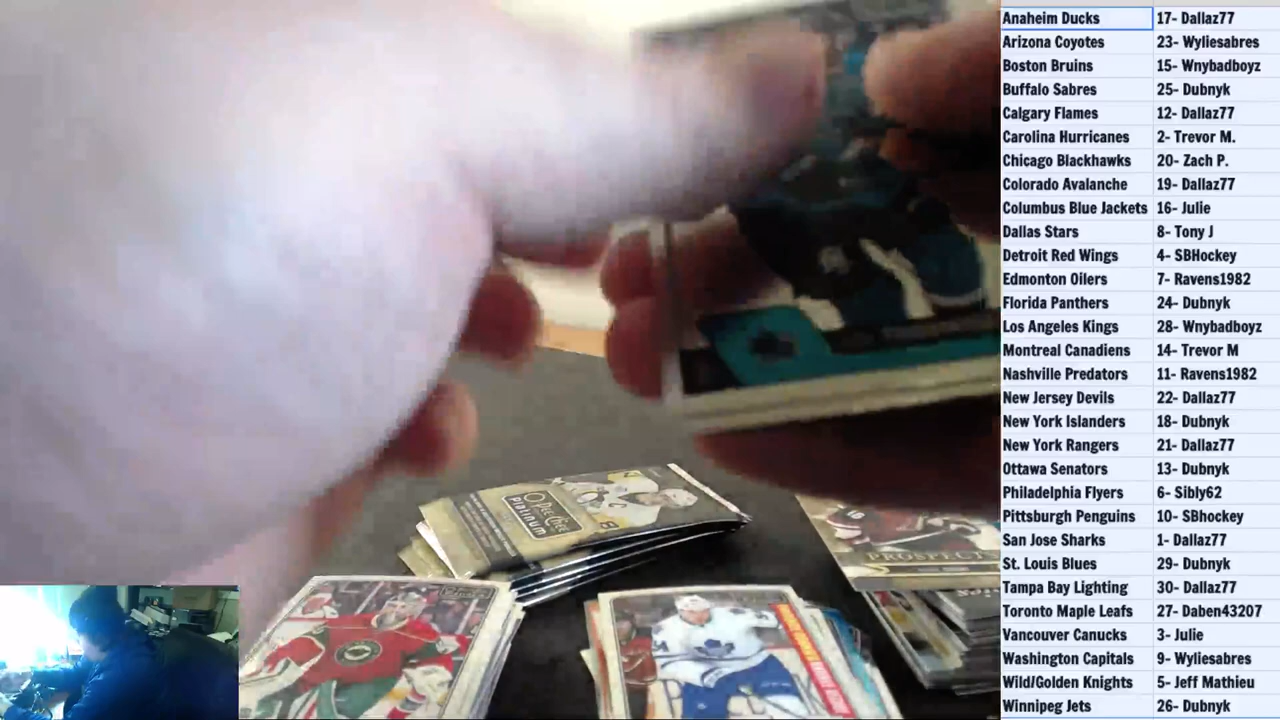 Anaheim Ducks 17- Dallaz77
Arizona Coyotes 23- Wyliesabres
Boston Bruins 15- Wnybadboyz
Buffalo Sabres 25- Dubnyk
Calgary Flames 12- Dallaz77
Carolina Hurricanes 2- Trevor M.
Chicago Blackhawks 20- Zach P.
Colorado Avalanche 19- Dallaz77
Columbus Blue Jackets 16- Julie
Dallas Stars 8- Tony J
Detroit Red Wings 4- SBHockey
Edmonton Oilers 7- Ravens1982
Florida Panthers 24- Dubnyk
Los Angeles Kings 28- Wnybadboyz
Montreal Canadiens 14- Trevor M
Nashville Predators 11- Ravens1982
New Jersey Devils 22- Dallaz77
New York Islanders 18- Dubnyk
New York Rangers 21- Dallaz77
Ottawa Senators 13- Dubnyk
Philadelphia Flyers 6- Sibly62
Pittsburgh Penguins 10- SBhockey
San Jose Sharks 1- Dallaz77
St. Louis Blues 29- Dubnyk
Tampa Bay Lighting 30- Dallaz77
Toronto Maple Leafs 27- Daben43207
Vancouver Canucks 3- Julie
Washington Capitals 9- Wyliesabres
Wild/Golden Knights 5- Jeff Mathieu
Winnipeg Jets 26- Dubnyk
O-Pee-Chee
Platinum
PROSPECTS